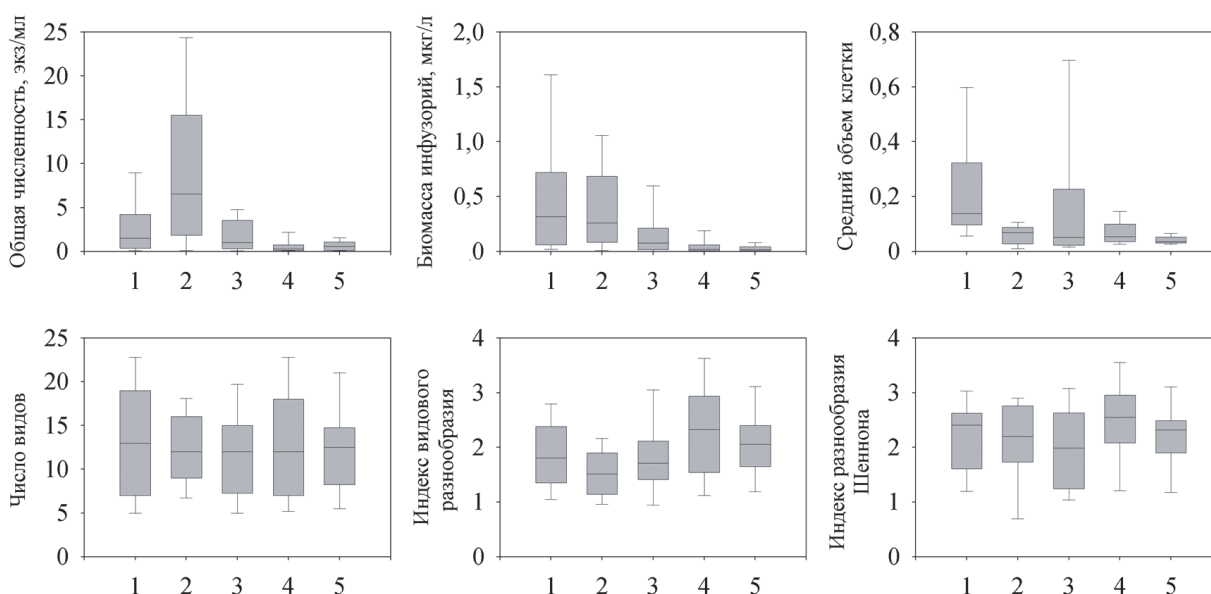 Общая численность, экз/мл
25
20
15
10
5
0
1 2 3 4 5
Биомасса инфузорий, мкг/л
2,0
1,5
1,0
0,5
0,0
1 2 3 4 5
Средний объем клетки
0,8
0,6
0,4
0,2
0
1 2 3 4 5
Число видов
25
20
15
10
5
0
1 2 3 4 5
Индекс видового
разнообразия
4
3
2
1
0
1 2 3 4 5
Индекс разнообразия
Шеннона
4
3
2
1
0
1 2 3 4 5